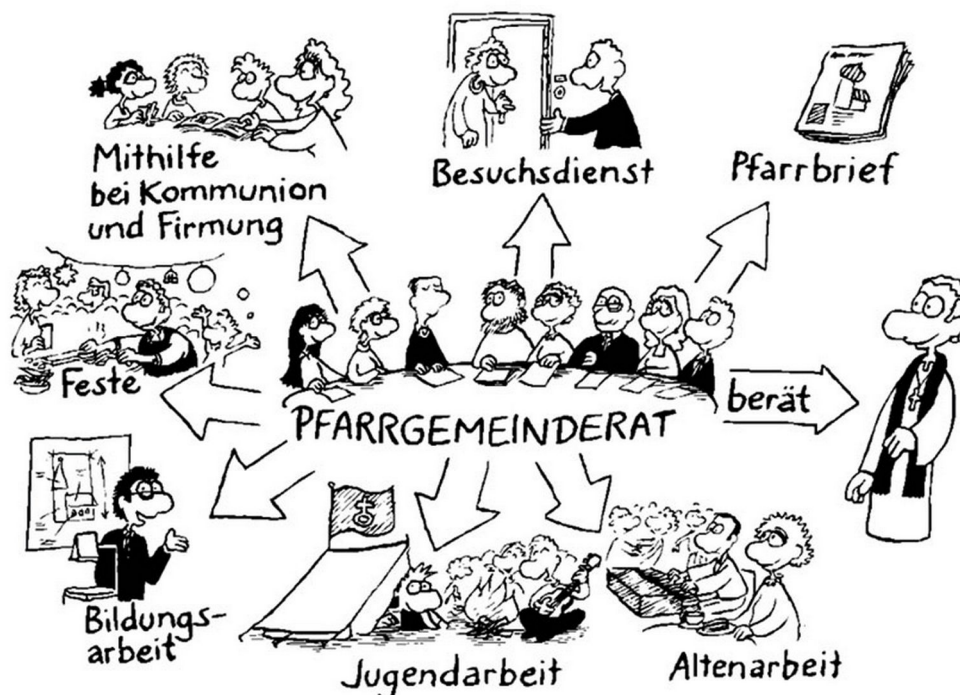 Mithilfe
bei Kommunion
und Firmung
Besuchsdienst
Pfarrbrief
Feste
PFARRGEMEINDERAT
berät
Bildungs-
arbeit
Jugendarbeit
Altenarbeit